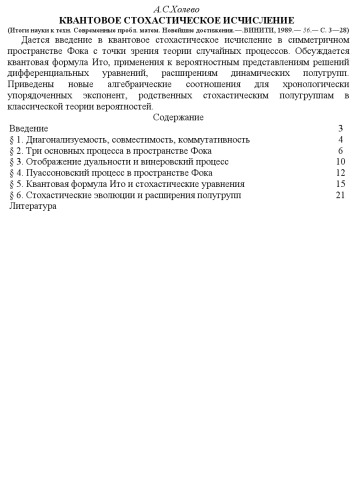 А.С.Холево
КВАНТОВОЕ СТОХАСТИЧЕСКОЕ ИСЧИСЛЕНИЕ
(Итоги науки и техн. Современные пробл. матем. Новейшие достижения.—.ВИНИТИ, 1989.— 36.— С. 3—28)
Дается введение в квантовое стохастическое исчисление в симметричном
пространстве Фока с точки зрения теории случайных процессов. Обсуждается
квантовая формула Ито, применения к вероятностным представлениям решений
дифференциальных уравнений, расширениям динамических полугрупп.
Приведены новые алгебраические соотношения для хронологически
упорядоченных экспонент, родственных стохастическим полугруппам в
классической теории вероятностей.
Содержание
Введение 3
§ 1. Диагонализуемость, совместимость, коммутативность 4
§ 2. Три основных процесса в пространстве Фока 6
§ 3. Отображение дуальности и винеровский процесс 10
§ 4. Пуассоновский процесс в пространстве Фока 12
§ 5. Квантовая формула Ито и стохастические уравнения 15
§ 6. Стохастические эволюции и расширения полугрупп 21
Литература